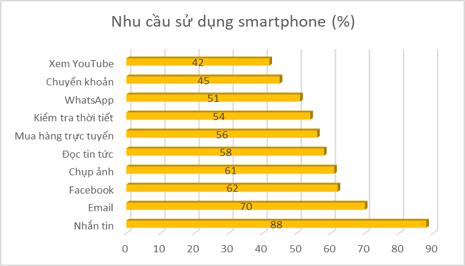 Nhu cầu sử dụng smartphone (%)
Xem YouTube 42
Chuyển khoản 45
WhatsApp 51
Kiểm tra thời tiết 54
Mua hàng trực tuyến 56
Đọc tin tức 58
Chụp ảnh 61
Facebook 62
Email 70
Nhắn tin 88
0 10 20 30 40 50 60 70 80 90